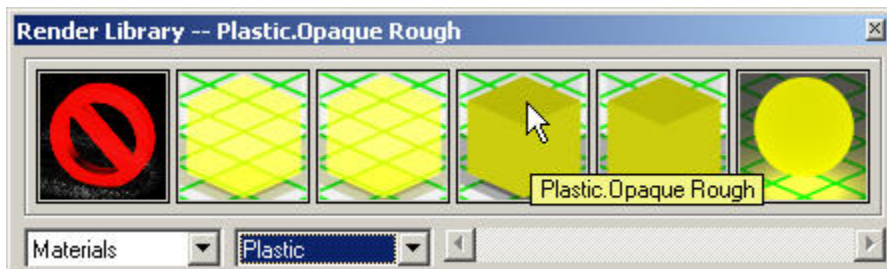 Render Library -- Plastic.Opaque Rough
Plastic.Opaque Rough
Materials Plastic